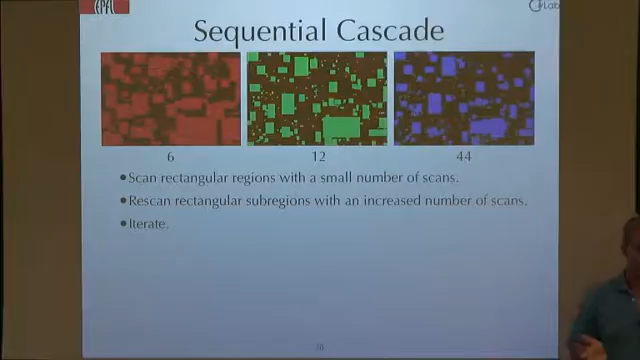 EPFL
Lab
Sequential Cascade
6
12
44
•Scan rectangular regions with a small number of scans.
•Rescan rectangular subregions with an increased number of scans.
•Iterate.